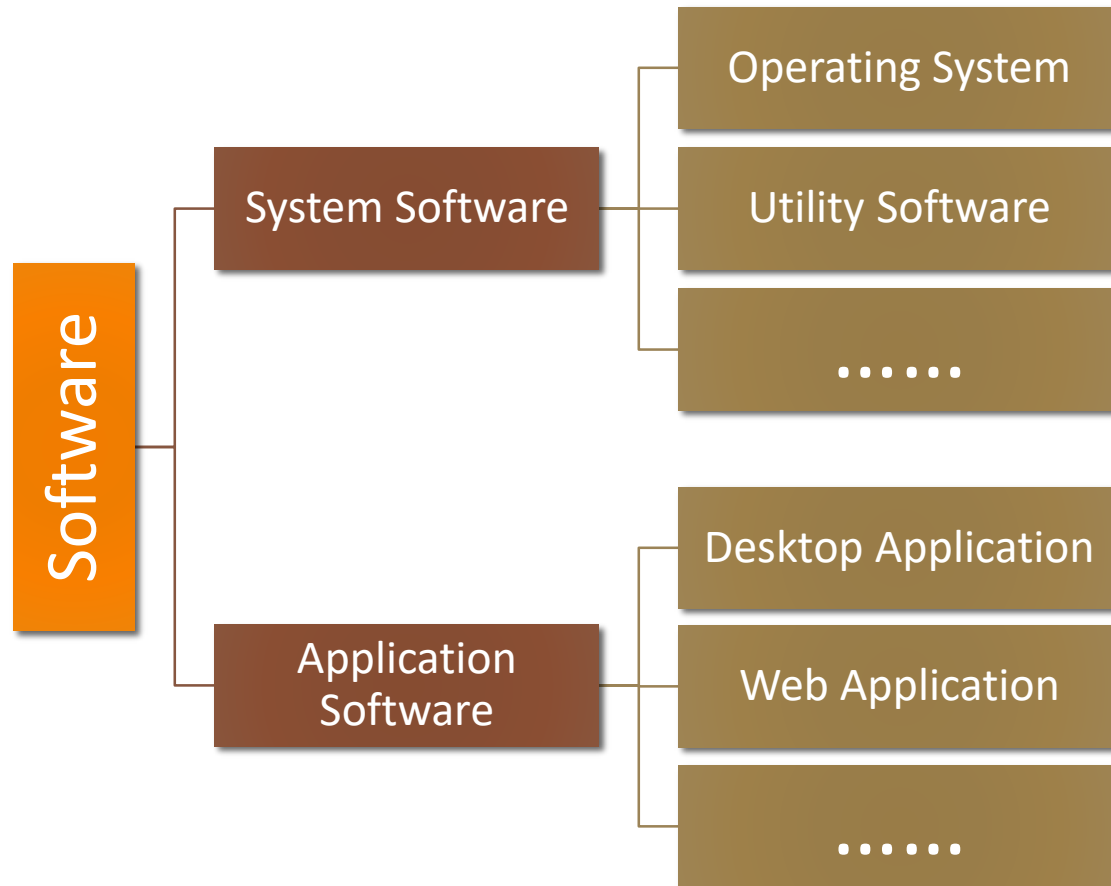 Software
System Software
Operating System
Utility Software
......
Application
Software
Desktop Application
Web Application
......